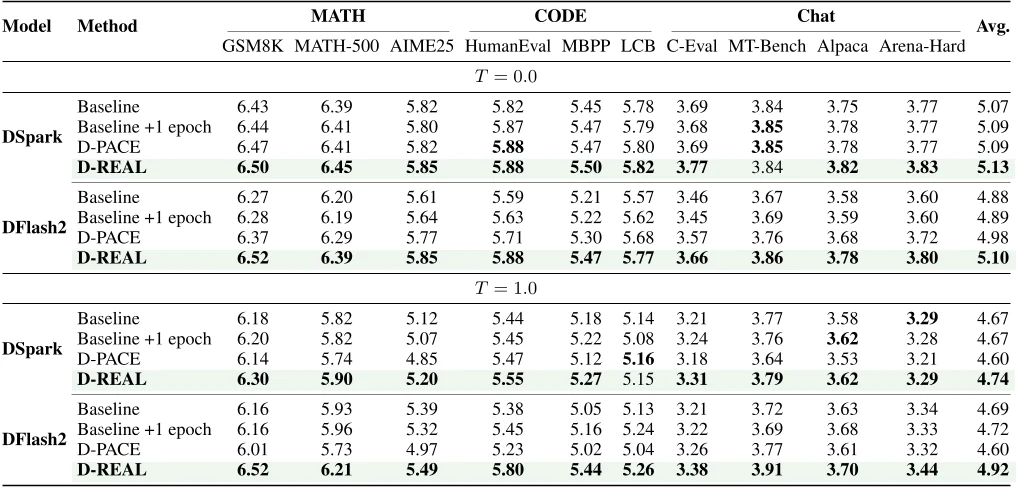 Model Method MATH CODE Chat Avg.
GSM8K MATH-500 AIME25 HumanEval MBPP LCB C-Eval MT-Bench Alpaca Arena-Hard
T = 0.0
DSpark
Baseline 6.43 6.39 5.82 5.82 5.45 5.78 3.69 3.84 3.75 3.77 5.07
Baseline +1 epoch 6.44 6.41 5.80 5.87 5.47 5.79 3.68 3.85 3.78 3.77 5.09
D-PACE 6.47 6.41 5.82 5.88 5.47 5.80 3.69 3.85 3.78 3.77 5.09
D-REAL 6.50 6.45 5.85 5.88 5.50 5.82 3.77 3.84 3.82 3.83 5.13
DFlash2
Baseline 6.27 6.20 5.61 5.59 5.21 5.57 3.46 3.67 3.58 3.60 4.88
Baseline +1 epoch 6.28 6.19 5.64 5.63 5.22 5.62 3.45 3.69 3.59 3.60 4.89
D-PACE 6.37 6.29 5.77 5.71 5.30 5.68 3.57 3.76 3.68 3.72 4.98
D-REAL 6.52 6.39 5.85 5.88 5.47 5.77 3.66 3.86 3.78 3.80 5.10
T = 1.0
DSpark
Baseline 6.18 5.82 5.12 5.44 5.18 5.14 3.21 3.77 3.58 3.29 4.67
Baseline +1 epoch 6.20 5.82 5.07 5.45 5.22 5.08 3.24 3.76 3.62 3.28 4.67
D-PACE 6.14 5.74 4.85 5.47 5.12 5.16 3.18 3.64 3.53 3.21 4.60
D-REAL 6.30 5.90 5.20 5.55 5.27 5.15 3.31 3.79 3.62 3.29 4.74
DFlash2
Baseline 6.16 5.93 5.39 5.38 5.05 5.13 3.21 3.72 3.63 3.34 4.69
Baseline +1 epoch 6.16 5.96 5.32 5.45 5.16 5.24 3.22 3.69 3.68 3.33 4.72
D-PACE 6.01 5.73 4.97 5.23 5.02 5.04 3.26 3.77 3.61 3.32 4.60
D-REAL 6.52 6.21 5.49 5.80 5.44 5.26 3.38 3.91 3.70 3.44 4.92